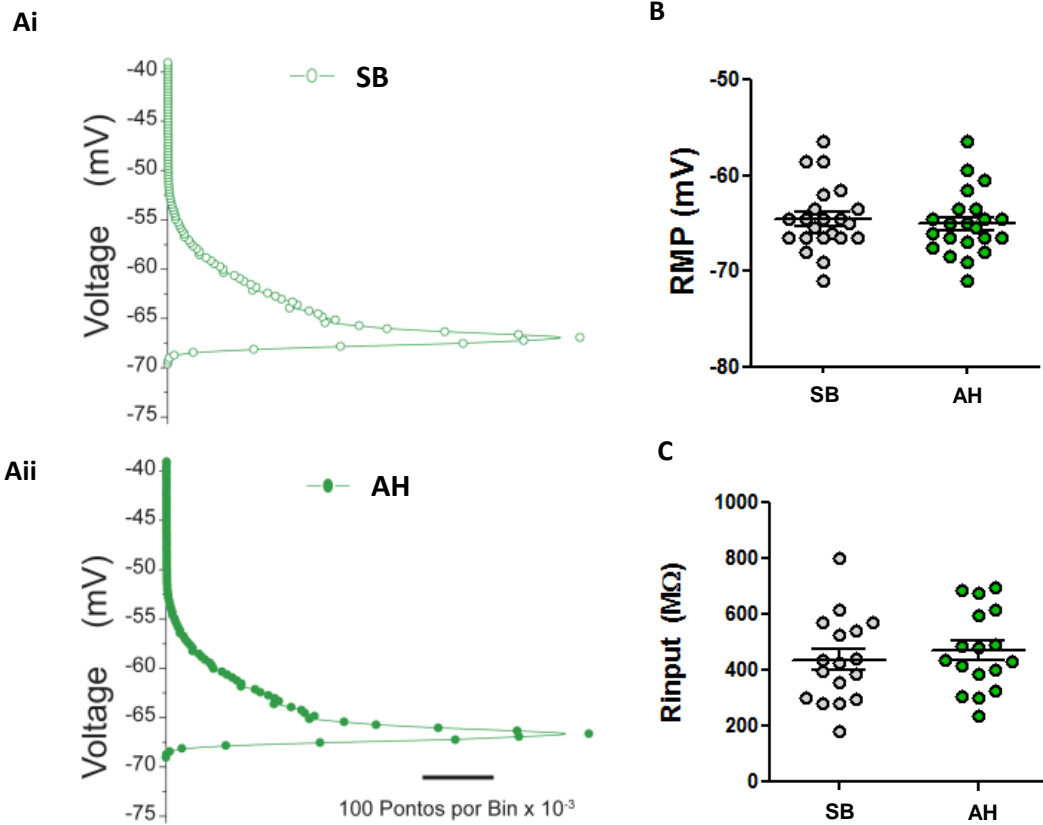 Ai
SB
Voltage (mV)
-40
-45
-50
-55
-60
-65
-70
-75
Aii
AH
Voltage (mV)
-40
-45
-50
-55
-60
-65
-70
-75
100 Pontos por Bin x 10-3
B
RMP (mV)
-50
-60
-70
-80
SB AH
C
Rinput (MΩ)
1000
800
600
400
200
0
SB AH